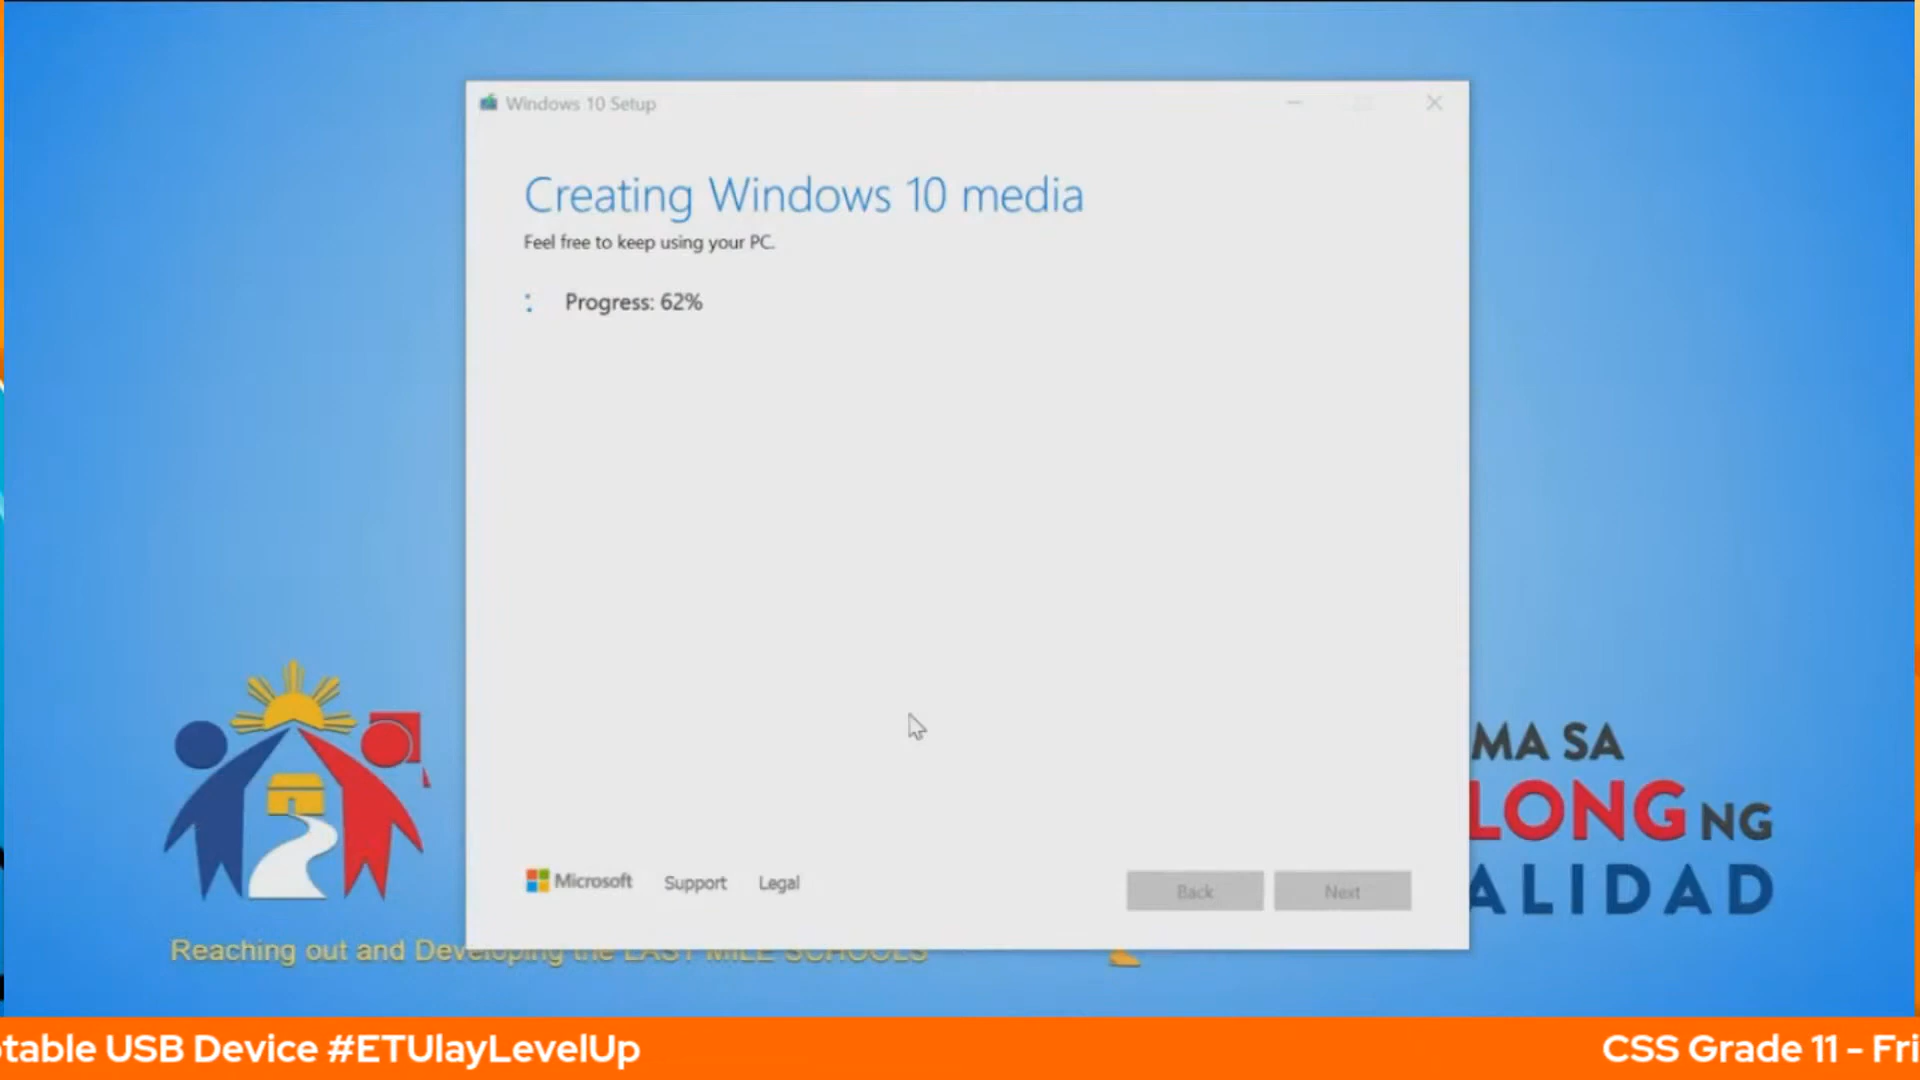 Windows 10 Setup
Creating Windows 10 media
Feel free to keep using your PC.
Progress: 62%
MA SA
LONG NG
ALIDAD
Microsoft Support Legal
Back Next
Reaching out and Developing the LAST MILE SCHOOLS
otable USB Device #ETUlayLevelUp
CSS Grade 11 - Fri